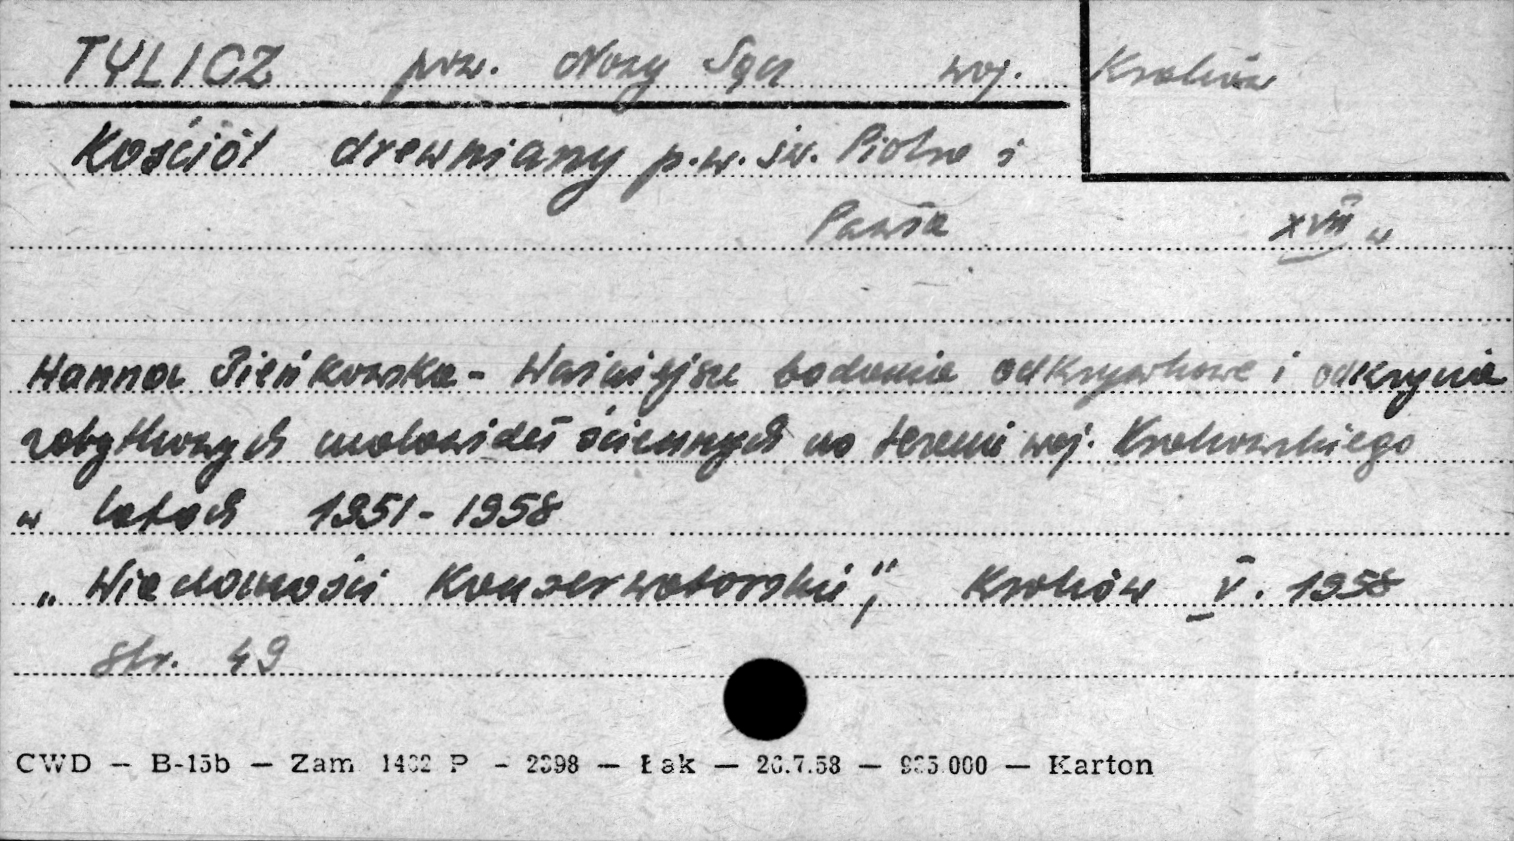 TYLICZ pow. Nowy Sącz woj. Kraków
Kościół drewniany p.w. św. Piotra i
Pawła XVII w
Hanna Pieńkowska - Ważniejsze badania odkrywkowe i odkrycia
zabytkowych malowideł ściennych na terenie woj. Krakowskiego
w latach 1951 - 1958
„Wiadomości Konserwatorskie", Kraków V. 1958
str. 49
CWD — B-15b — Zam 1432 P - 2398 — Łak — 26.7.58 — 935.000 — Karton